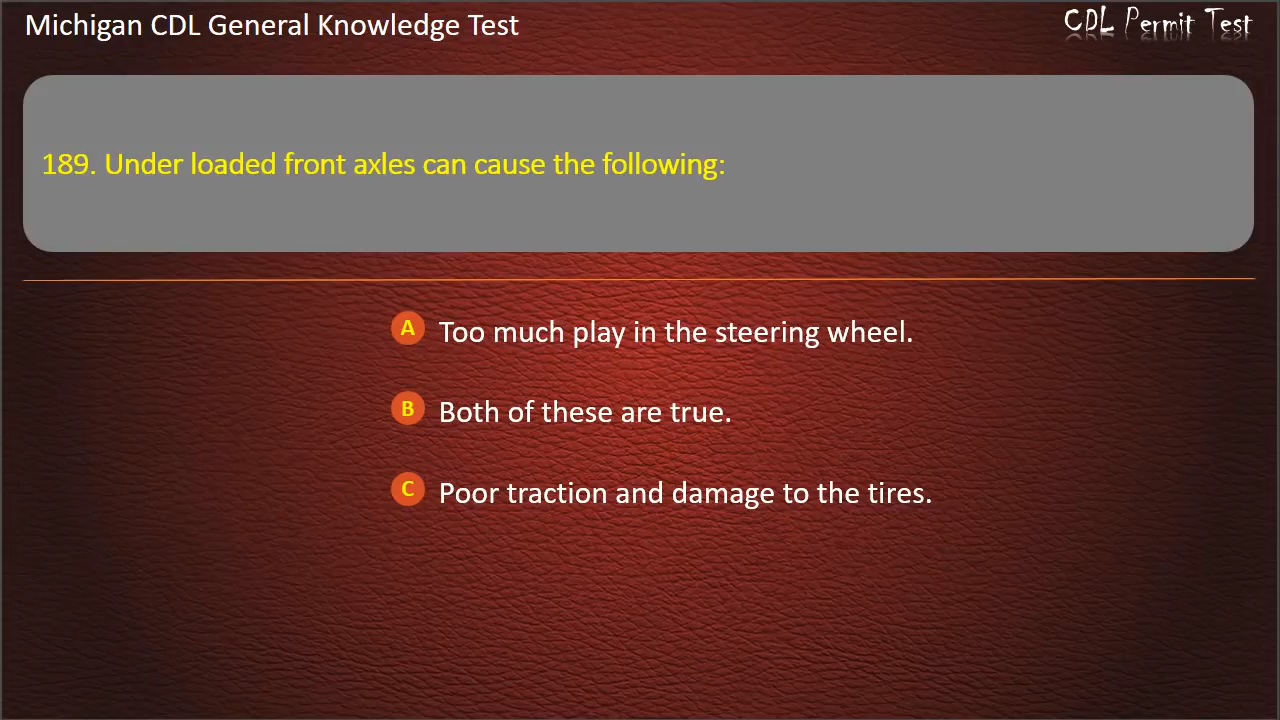 Michigan CDL General Knowledge Test
CDL Permit Test
189. Under loaded front axles can cause the following:
A Too much play in the steering wheel.
B Both of these are true.
C Poor traction and damage to the tires.